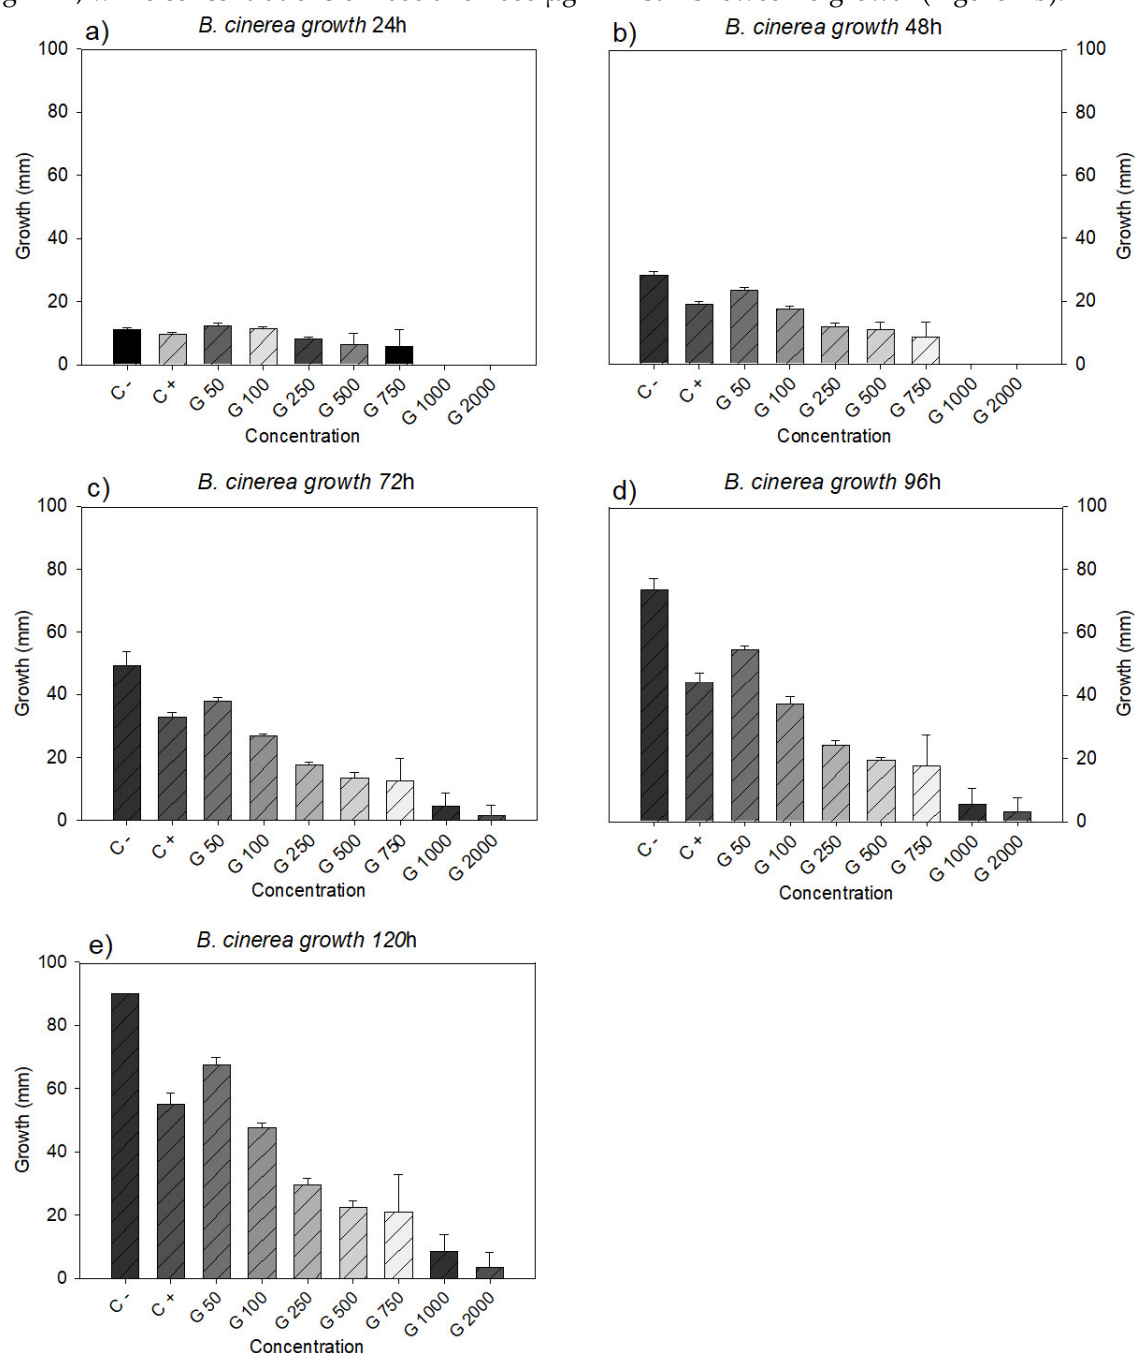 a)
B. cinerea growth 24h
100
80
60
40
20
0
Growth (mm)
C -
C +
G 50
G 100
G 250
G 500
G 750
G 1000
G 2000
Concentration
b)
B. cinerea growth 48h
100
80
60
40
20
0
Growth (mm)
C -
C +
G 50
G 100
G 250
G 500
G 750
G 1000
G 2000
Concentration
c)
B. cinerea growth 72h
100
80
60
40
20
0
Growth (mm)
C -
C +
G 50
G 100
G 250
G 500
G 750
G 1000
G 2000
Concentration
d)
B. cinerea growth 96h
100
80
60
40
20
0
Growth (mm)
C -
C +
G 50
G 100
G 250
G 500
G 750
G 1000
G 2000
Concentration
e)
B. cinerea growth 120h
100
80
60
40
20
0
Growth (mm)
C -
C +
G 50
G 100
G 250
G 500
G 750
G 1000
G 2000
Concentration